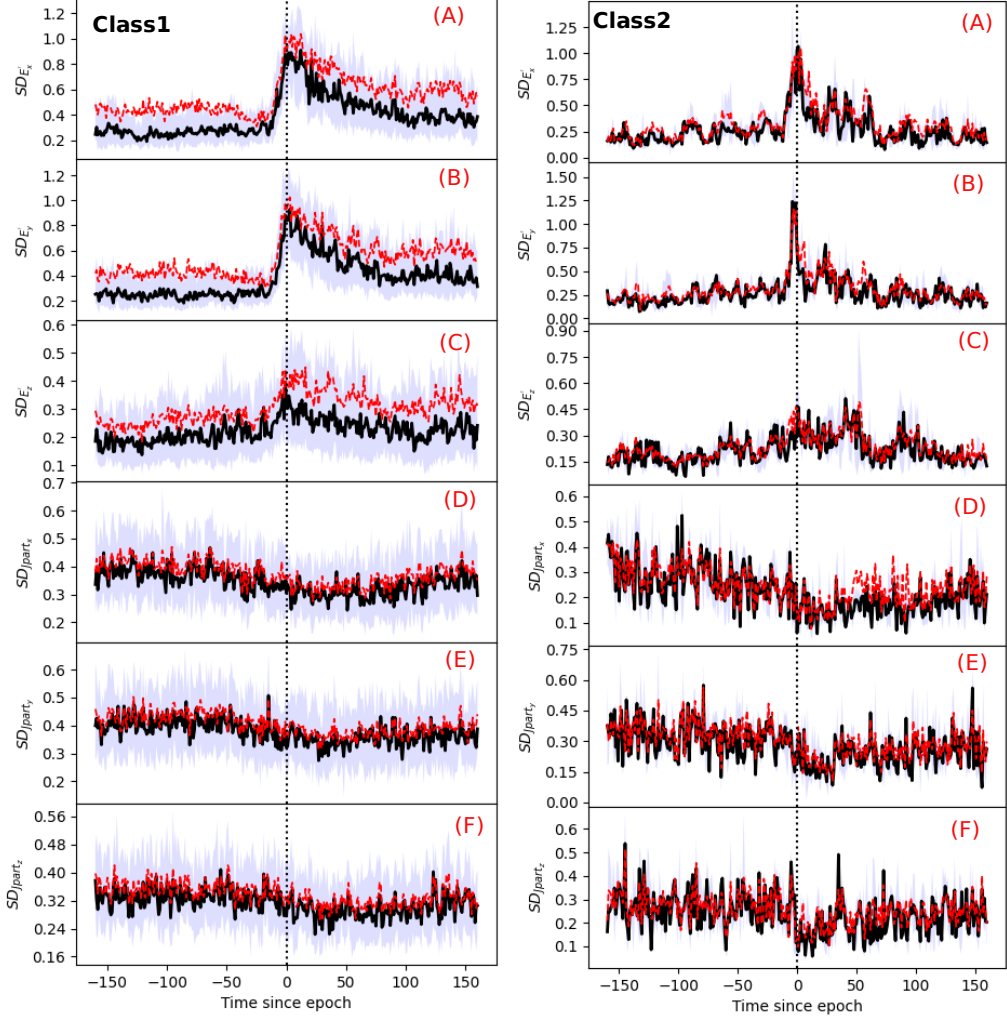 Class1
(A)
SD_{E'_x}
1.2
1.0
0.8
0.6
0.4
0.2
(B)
SD_{E'_y}
1.2
1.0
0.8
0.6
0.4
0.2
(C)
SD_{E'_z}
0.6
0.5
0.4
0.3
0.2
0.1
(D)
SD_{Jpart_x}
0.7
0.6
0.5
0.4
0.3
0.2
(E)
SD_{Jpart_y}
0.6
0.5
0.4
0.3
0.2
(F)
SD_{Jpart_z}
0.56
0.48
0.40
0.32
0.24
0.16
−150 −100 −50 0 50 100 150
Time since epoch
Class2
(A)
SD_{E'_x}
1.25
1.00
0.75
0.50
0.25
0.00
(B)
SD_{E'_y}
1.50
1.25
1.00
0.75
0.50
0.25
0.00
(C)
SD_{E'_z}
0.90
0.75
0.60
0.45
0.30
0.15
(D)
SD_{Jpart_x}
0.6
0.5
0.4
0.3
0.2
0.1
(E)
SD_{Jpart_y}
0.75
0.60
0.45
0.30
0.15
0.00
(F)
SD_{Jpart_z}
0.6
0.5
0.4
0.3
0.2
0.1
−150 −100 −50 0 50 100 150
Time since epoch